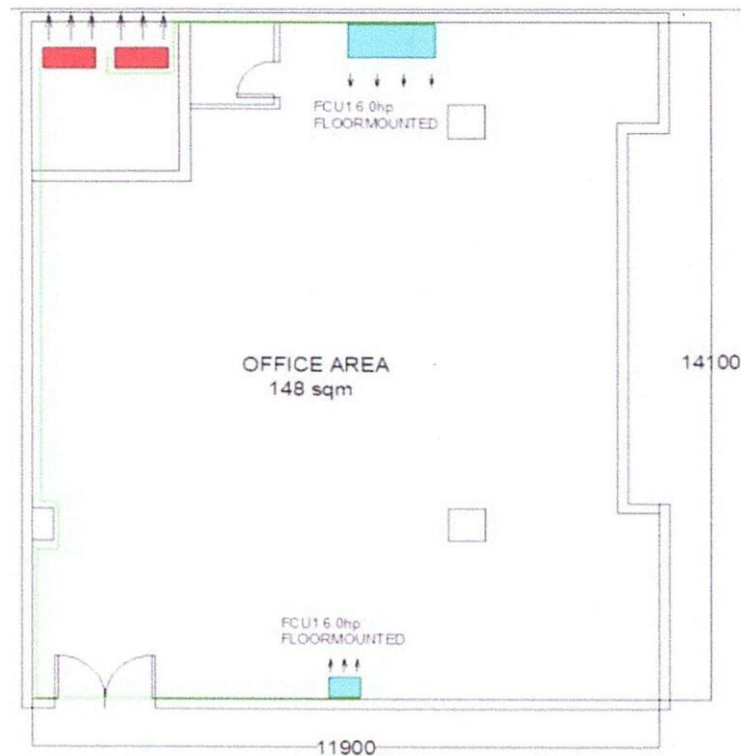 FCU1 6.0hp
FLOORMOUNTED
OFFICE AREA
148 sqm
14100
FCU1 6.0hp
FLOORMOUNTED
11900